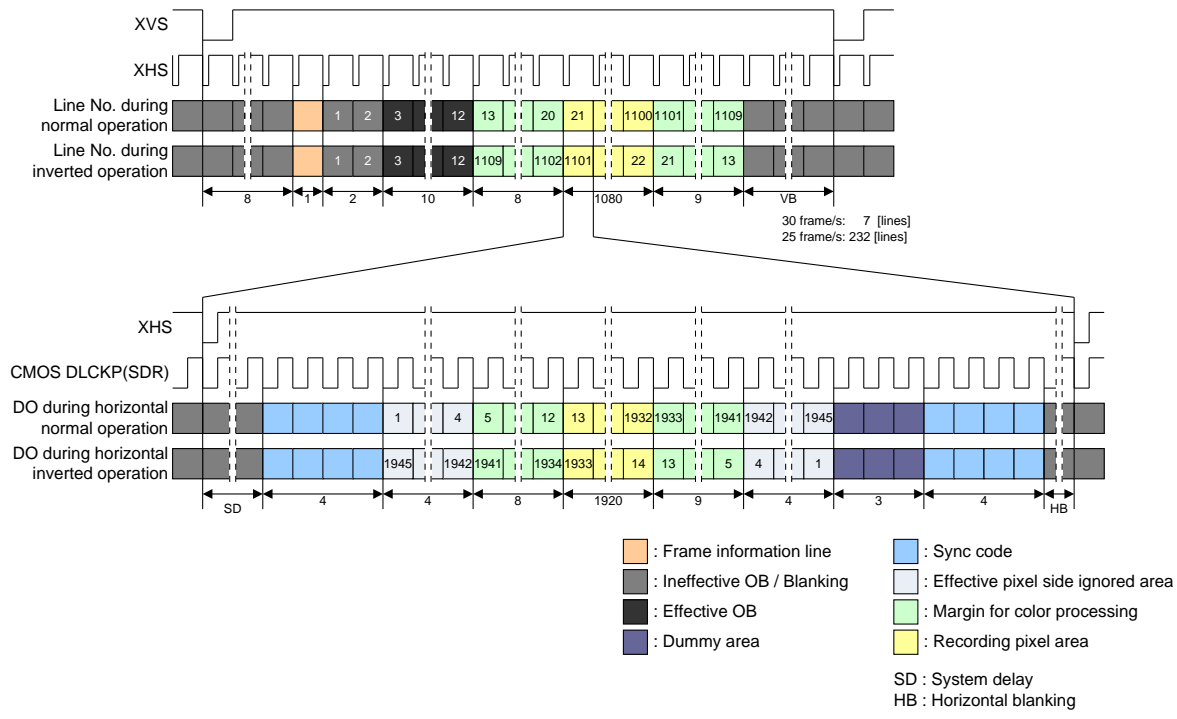 XVS
XHS
Line No. during
normal operation
1 2 3 12 13 20 21 1100 1101 1109
Line No. during
inverted operation
1 2 3 12 1109 1102 1101 22 21 13
8 1 2 10 8 1080 9 VB
30 frame/s: 7 [lines]
25 frame/s: 232 [lines]
XHS
CMOS DLCKP(SDR)
DO during horizontal
normal operation
1 4 5 12 13 1932 1933 1941 1942 1945
DO during horizontal
inverted operation
1945 1942 1941 1934 1933 14 13 5 4 1
SD 4 4 8 1920 9 4 3 4 HB
: Frame information line
: Ineffective OB / Blanking
: Effective OB
: Dummy area
: Sync code
: Effective pixel side ignored area
: Margin for color processing
: Recording pixel area
SD : System delay
HB : Horizontal blanking